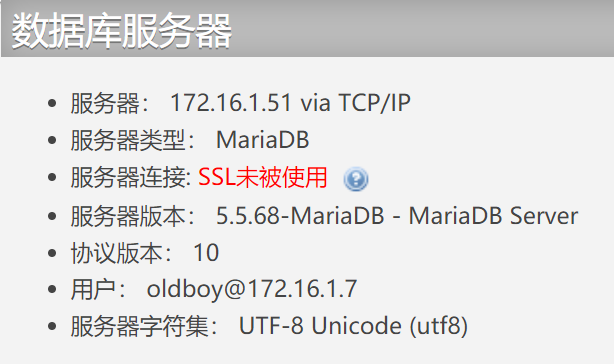 数据库服务器
服务器： 172.16.1.51 via TCP/IP
服务器类型： MariaDB
服务器连接: SSL未被使用
服务器版本： 5.5.68-MariaDB - MariaDB Server
协议版本： 10
用户： oldboy@172.16.1.7
服务器字符集： UTF-8 Unicode (utf8)